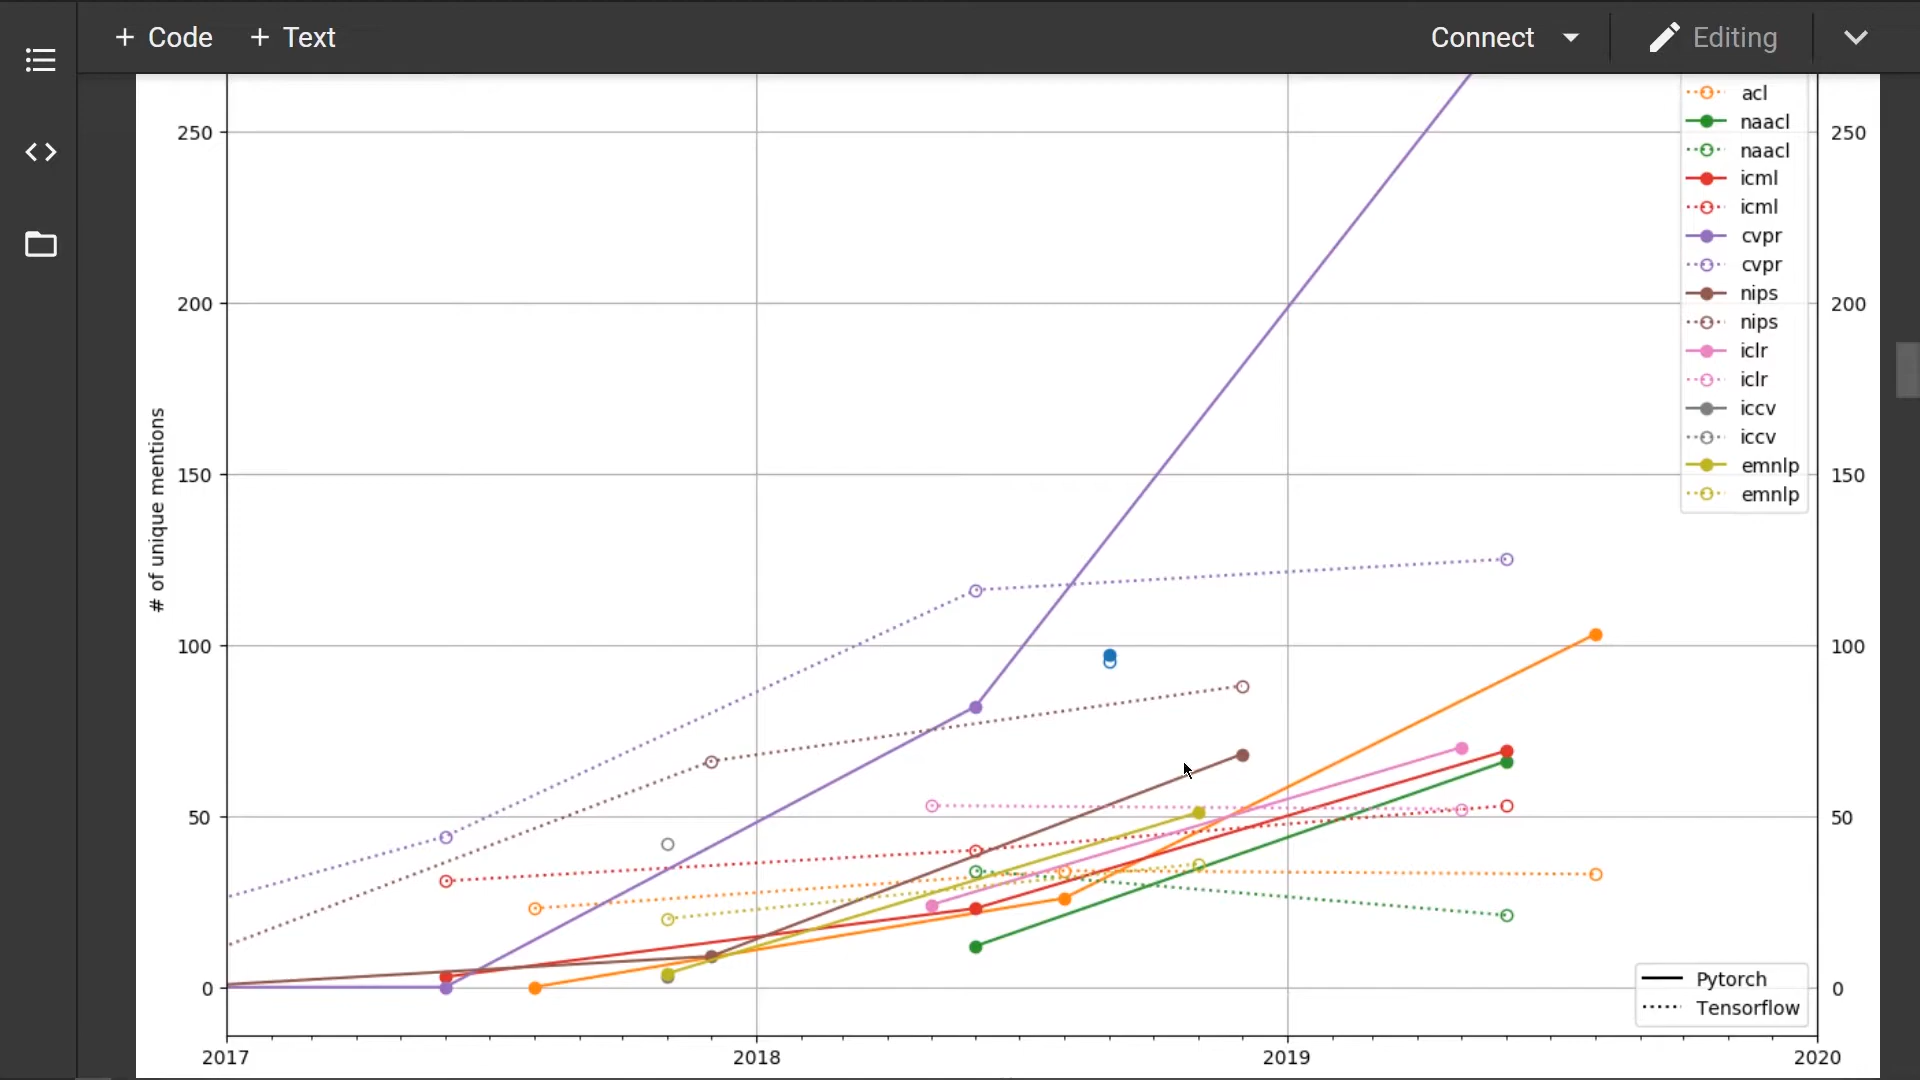 + Code + Text
Connect
Editing
acl
naacl
naacl
icml
icml
cvpr
cvpr
nips
nips
iclr
iclr
iccv
iccv
emnlp
emnlp
250
200
150
100
50
0
# of unique mentions
250
200
150
100
50
0
Pytorch
Tensorflow
2017 2018 2019 2020